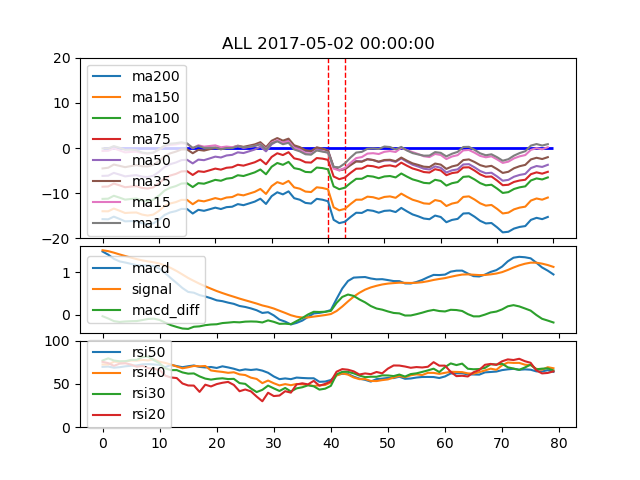 ALL 2017-05-02 00:00:00
20
10
0
−10
−20
ma200
ma150
ma100
ma75
ma50
ma35
ma15
ma10
1
0
macd
signal
macd_diff
100
50
0
rsi50
rsi40
rsi30
rsi20
0 10 20 30 40 50 60 70 80